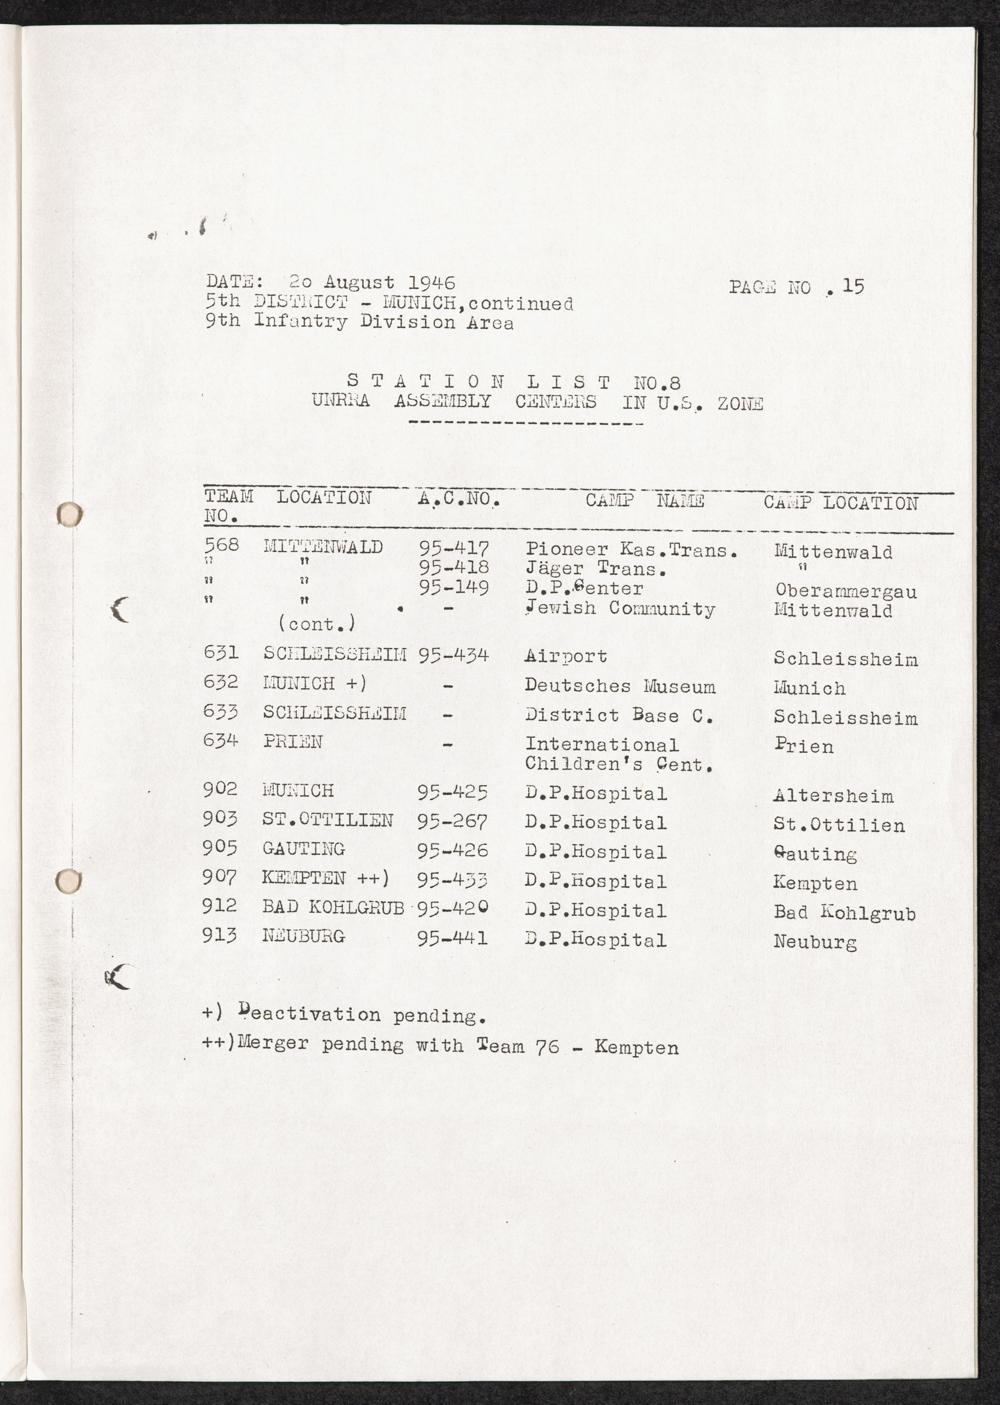 DATE: 2o August 1946
PAGE NO . 15
5th DISTRICT - MUNICH,continued
9th Infantry Division Area
S T A T I O N  L I S T  NO.8
UNRRA ASSEMBLY CENTERS IN U.S. ZONE
TEAM NO. LOCATION A.C.NO. CAMP NAME CAMP LOCATION
568 MITTENWALD 95-417 Pioneer Kas.Trans. Mittenwald
" " 95-418 Jäger Trans. "
" " 95-149 D.P.Center Oberammergau
" " - Jewish Community Mittenwald
(cont.)
631 SCHLEISSHEIM 95-434 Airport Schleissheim
632 MUNICH +) - Deutsches Museum Munich
633 SCHLEISSHEIM - District Base C. Schleissheim
634 PRIEN - International Prien
Children's Cent.
902 MUNICH 95-425 D.P.Hospital Altersheim
903 ST.OTTILIEN 95-267 D.P.Hospital St.Ottilien
905 GAUTING 95-426 D.P.Hospital Gauting
907 KEMPTEN ++) 95-433 D.P.Hospital Kempten
912 BAD KOHLGRUB 95-420 D.P.Hospital Bad Kohlgrub
913 NEUBURG 95-441 D.P.Hospital Neuburg
+) Deactivation pending.
++)Merger pending with Team 76 - Kempten